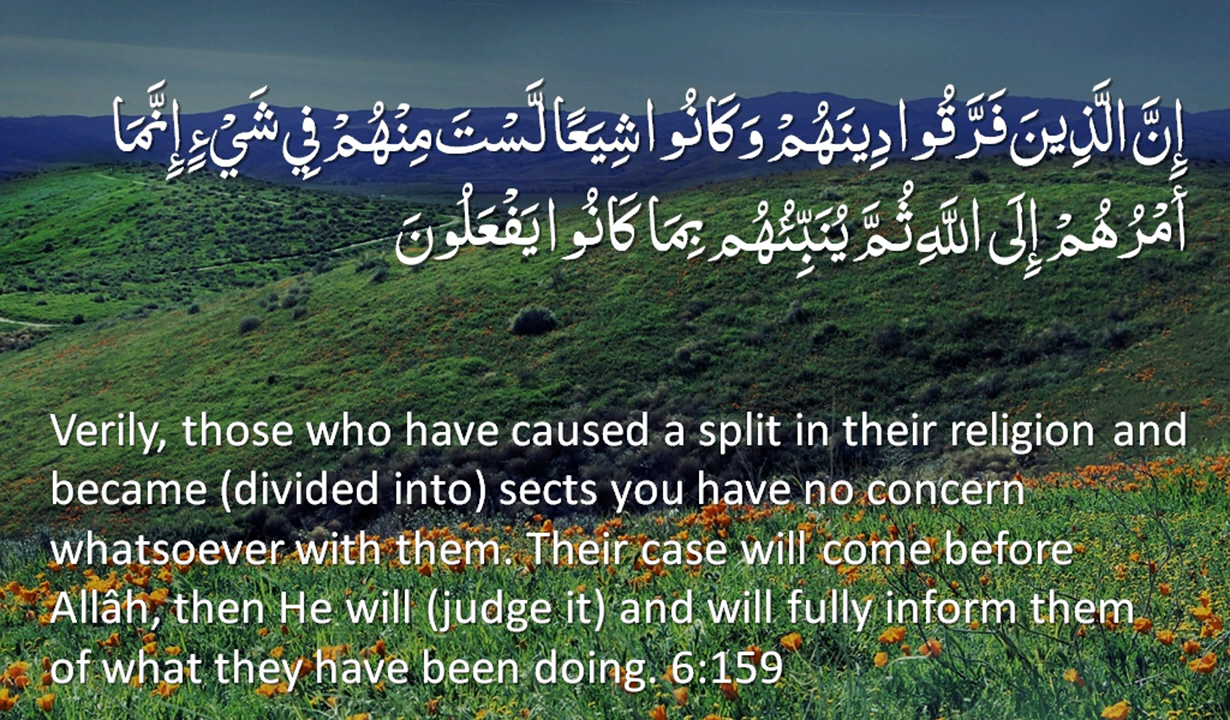 إِنَّ الَّذِينَ فَرَّقُوا دِينَهُمْ وَكَانُوا شِيَعًا لَّسْتَ مِنْهُمْ فِي شَيْءٍ إِنَّمَا
أَمْرُهُمْ إِلَى اللَّهِ ثُمَّ يُنَبِّئُهُم بِمَا كَانُوا يَفْعَلُونَ
Verily, those who have caused a split in their religion and
became (divided into) sects you have no concern
whatsoever with them. Their case will come before
Allâh, then He will (judge it) and will fully inform them
of what they have been doing. 6:159